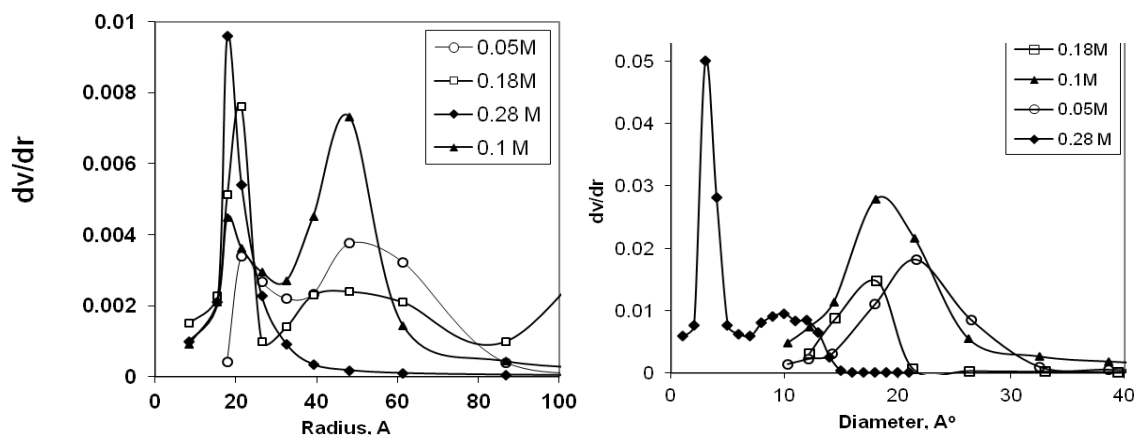 0.01
0.008
0.006
0.004
0.002
0
dv/dr
0 20 40 60 80 100
Radius, A
0.05M
0.18M
0.28 M
0.1 M
0.05
0.04
0.03
0.02
0.01
0
dv/dr
0 10 20 30 40
Diameter, Aº
0.18M
0.1M
0.05M
0.28 M